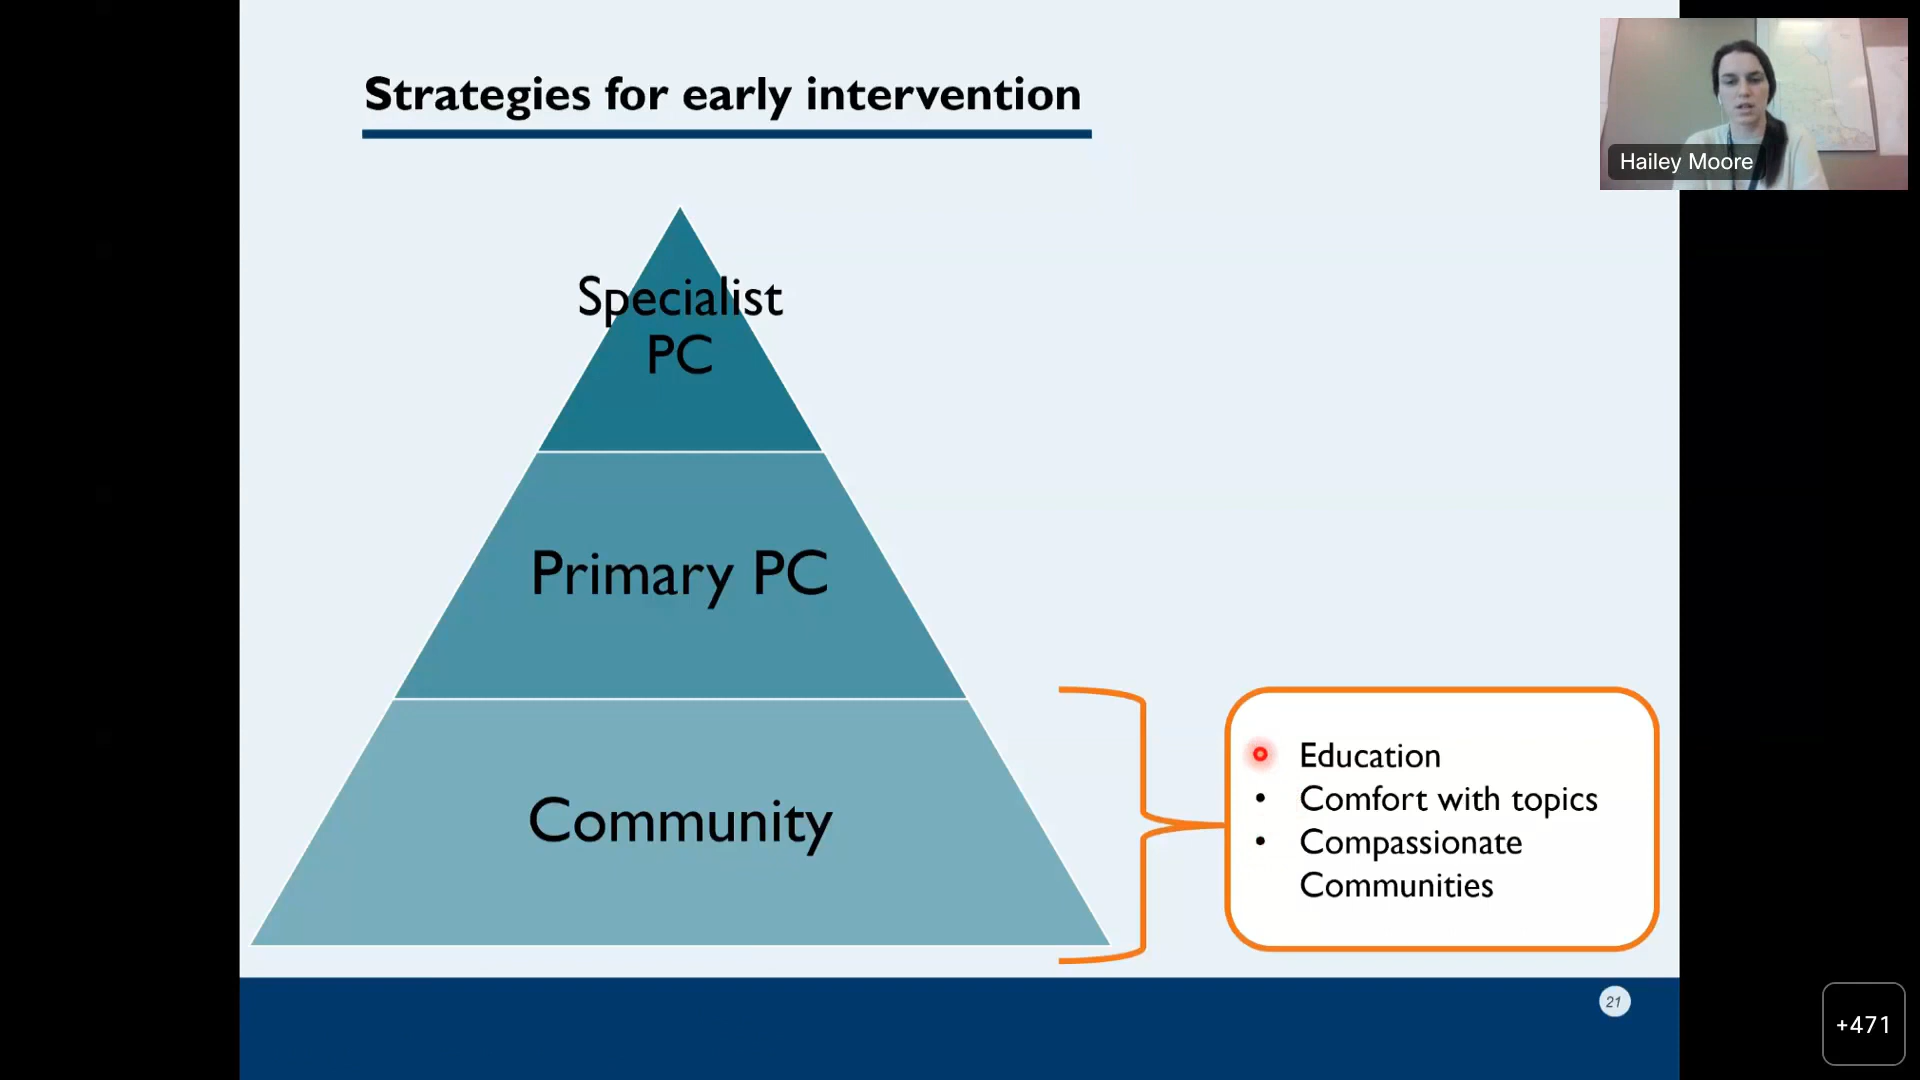 Strategies for early intervention
Hailey Moore
Specialist
PC
Primary PC
Community
Education
• Comfort with topics
• Compassionate
Communities
21
+471